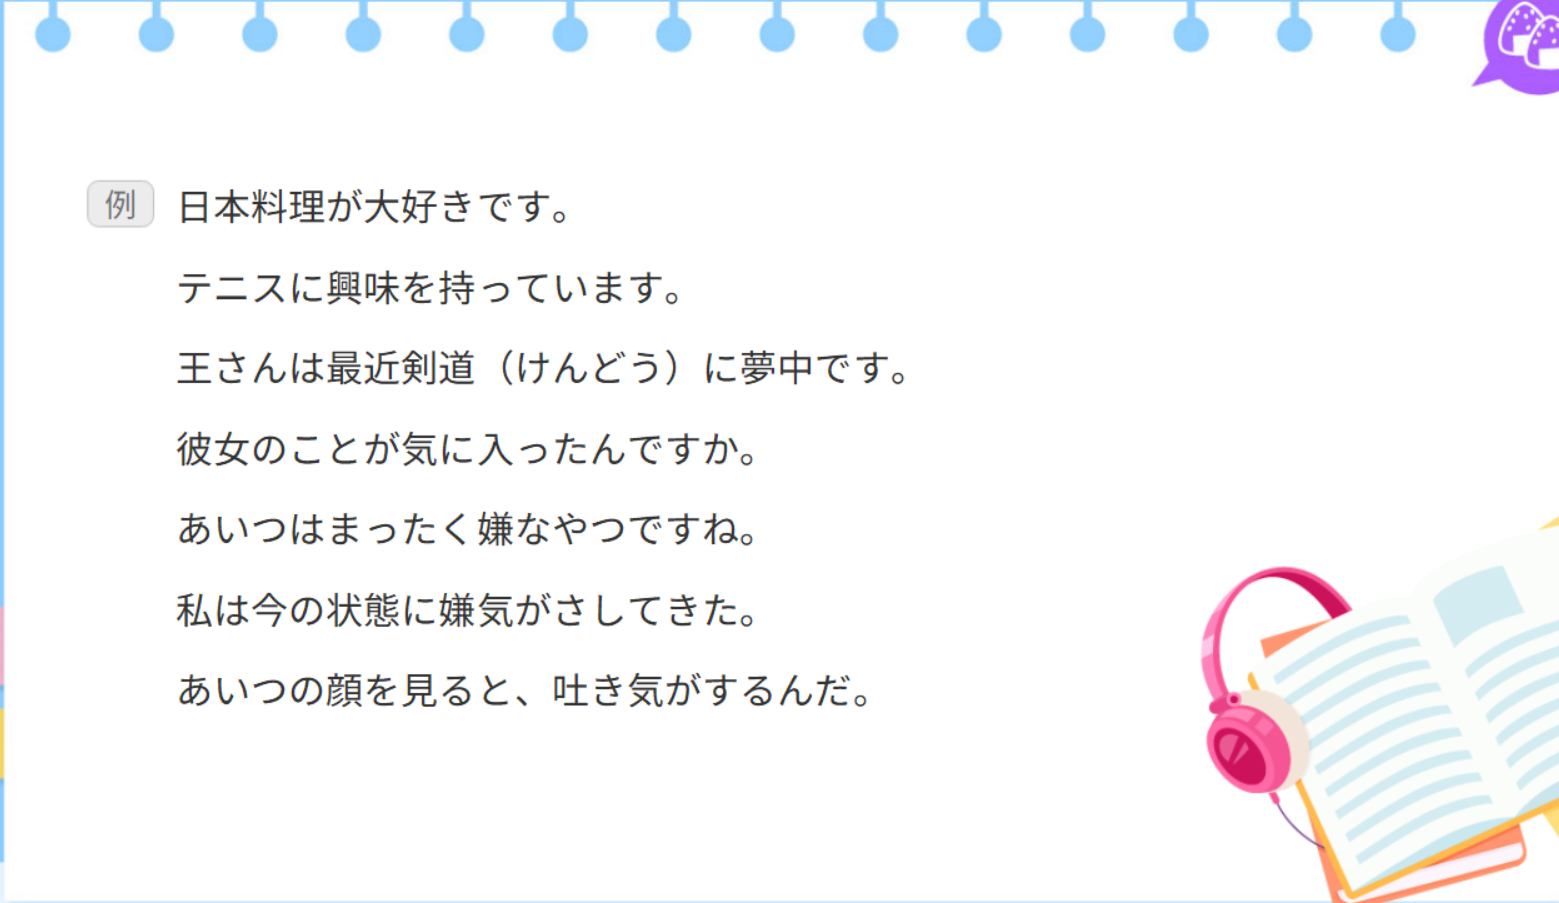 例 日本料理が大好きです。
テニスに興味を持っています。
王さんは最近剣道（けんどう）に夢中です。
彼女のことが気に入ったんですか。
あいつはまったく嫌なやつですね。
私は今の状態に嫌気がさしてきた。
あいつの顔を見ると、吐き気がするんだ。